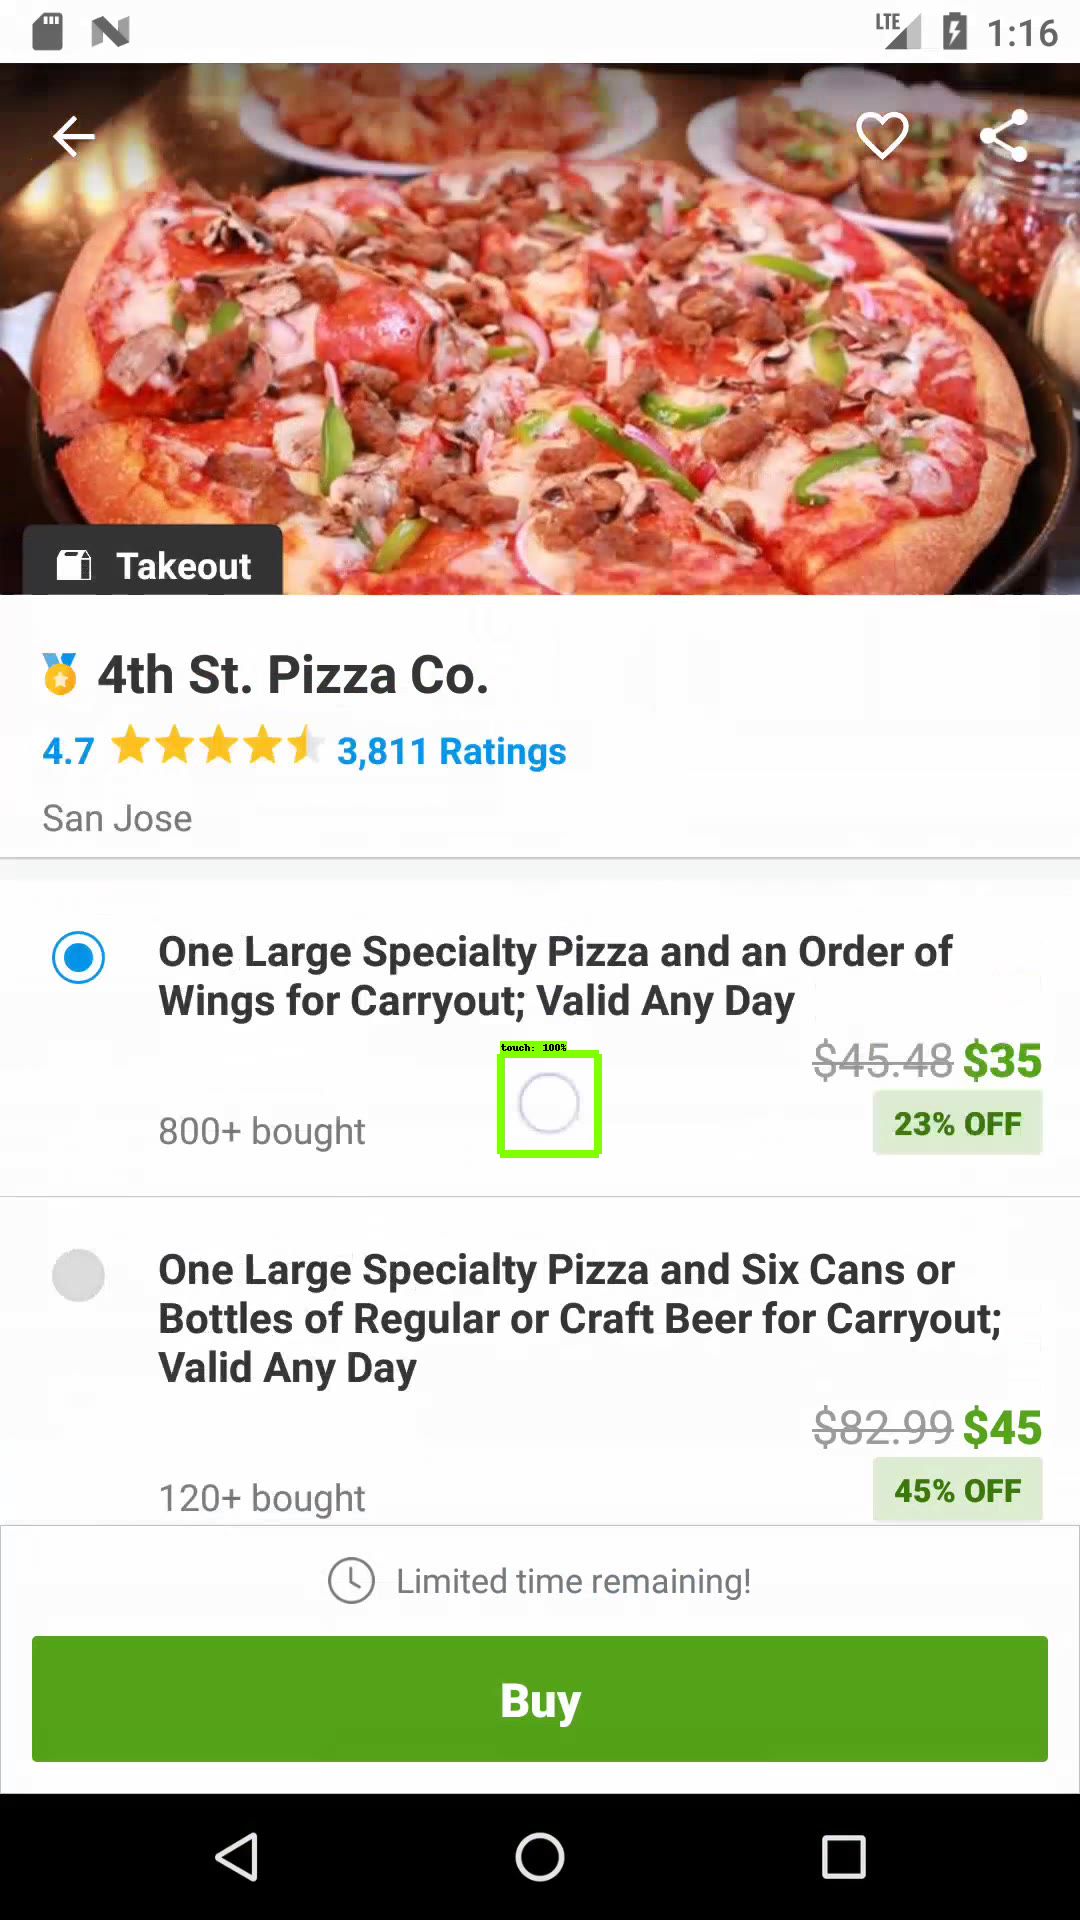 LTE 1:16
Takeout
4th St. Pizza Co.
4.7 3,811 Ratings
San Jose
One Large Specialty Pizza and an Order of
Wings for Carryout; Valid Any Day
touch: 100%
$45.48 $35
800+ bought
23% OFF
One Large Specialty Pizza and Six Cans or
Bottles of Regular or Craft Beer for Carryout;
Valid Any Day
$82.99 $45
120+ bought
45% OFF
Limited time remaining!
Buy